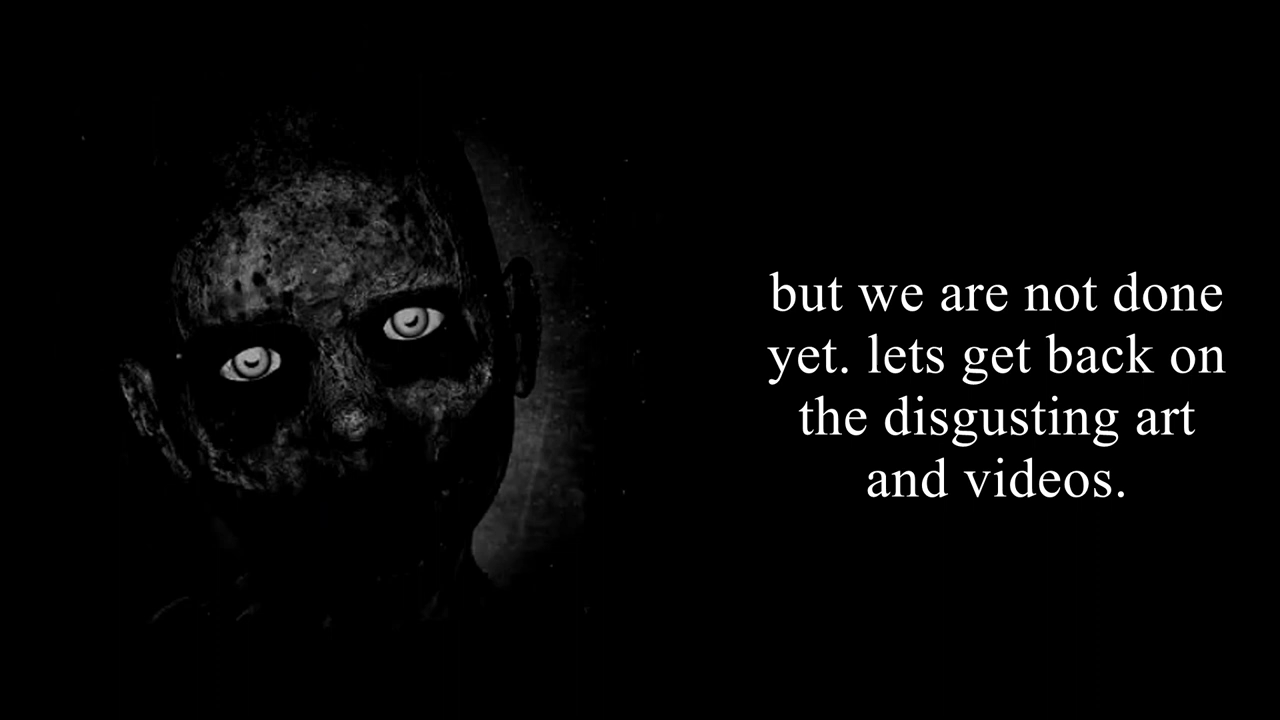 but we are not done
yet. lets get back on
the disgusting art
and videos.